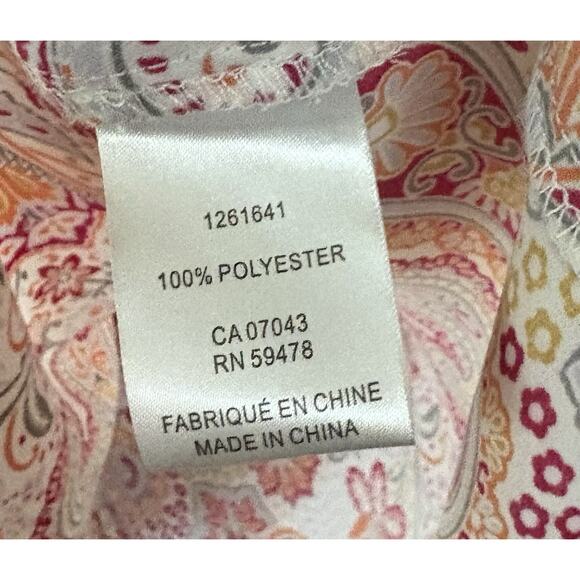 1261641
100% POLYESTER
CA 07043
RN 59478
FABRIQUÉ EN CHINE
MADE IN CHINA